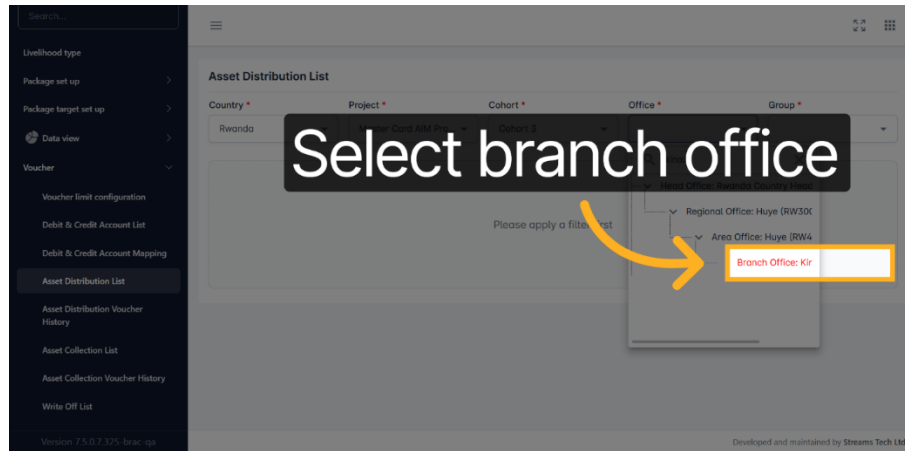 Search...
Livelihood type
Package set up
Package target set up
Data view
Voucher
Voucher limit configuration
Debit & Credit Account List
Debit & Credit Account Mapping
Asset Distribution List
Asset Distribution Voucher
History
Asset Collection List
Asset Collection Voucher History
Write Off List
Version 7.5.0.7.325-brac-qa
Asset Distribution List
Country * Project * Cohort * Office * Group *
Rwanda Master Card AIM Pro... Cohort 3
Select branch office
Head Office: Rwanda Country Head
Regional Office: Huye (RW300
Please apply a filter first
Area Office: Huye (RW4
Branch Office: Kir
Developed and maintained by Streams Tech Ltd